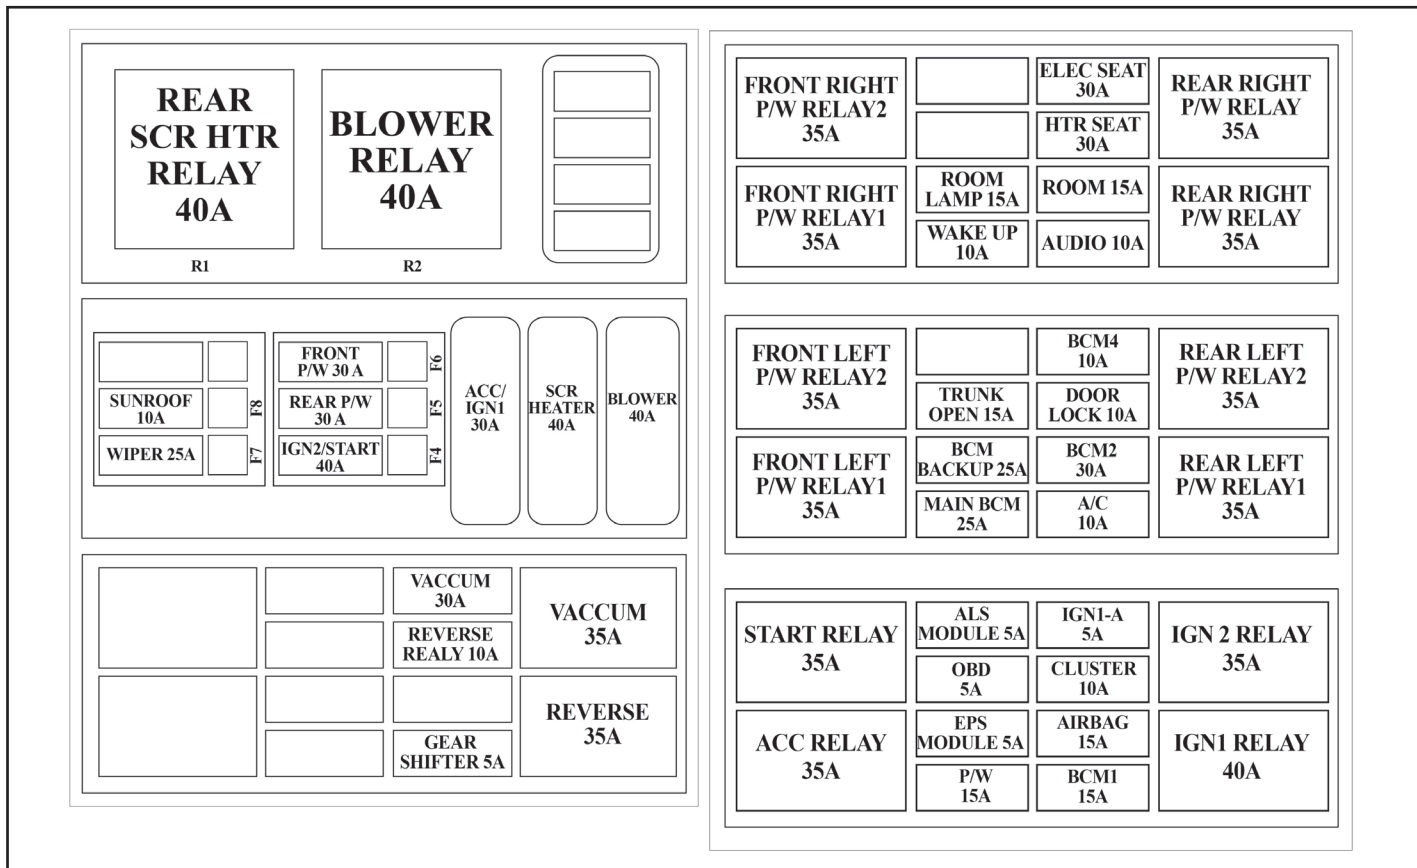 REAR
SCR HTR
RELAY
40A
R1
BLOWER
RELAY
40A
R2
SUNROOF
10A
WIPER 25A
F8
F7
FRONT
P/W 30 A
REAR P/W
30 A
IGN2/START
40A
F6
F5
F4
ACC/
IGN1
30A
SCR
HEATER
40A
BLOWER
40A
VACCUM
30A
REVERSE
REALY 10A
GEAR
SHIFTER 5A
VACCUM
35A
REVERSE
35A
FRONT RIGHT
P/W RELAY2
35A
FRONT RIGHT
P/W RELAY1
35A
ROOM
LAMP 15A
WAKE UP
10A
ELEC SEAT
30A
HTR SEAT
30A
ROOM 15A
AUDIO 10A
REAR RIGHT
P/W RELAY
35A
REAR RIGHT
P/W RELAY
35A
FRONT LEFT
P/W RELAY2
35A
FRONT LEFT
P/W RELAY1
35A
TRUNK
OPEN 15A
BCM
BACKUP 25A
MAIN BCM
25A
BCM4
10A
DOOR
LOCK 10A
BCM2
30A
A/C
10A
REAR LEFT
P/W RELAY2
35A
REAR LEFT
P/W RELAY1
35A
START RELAY
35A
ACC RELAY
35A
ALS
MODULE 5A
OBD
5A
EPS
MODULE 5A
P/W
15A
IGN1-A
5A
CLUSTER
10A
AIRBAG
15A
BCM1
15A
IGN 2 RELAY
35A
IGN1 RELAY
40A